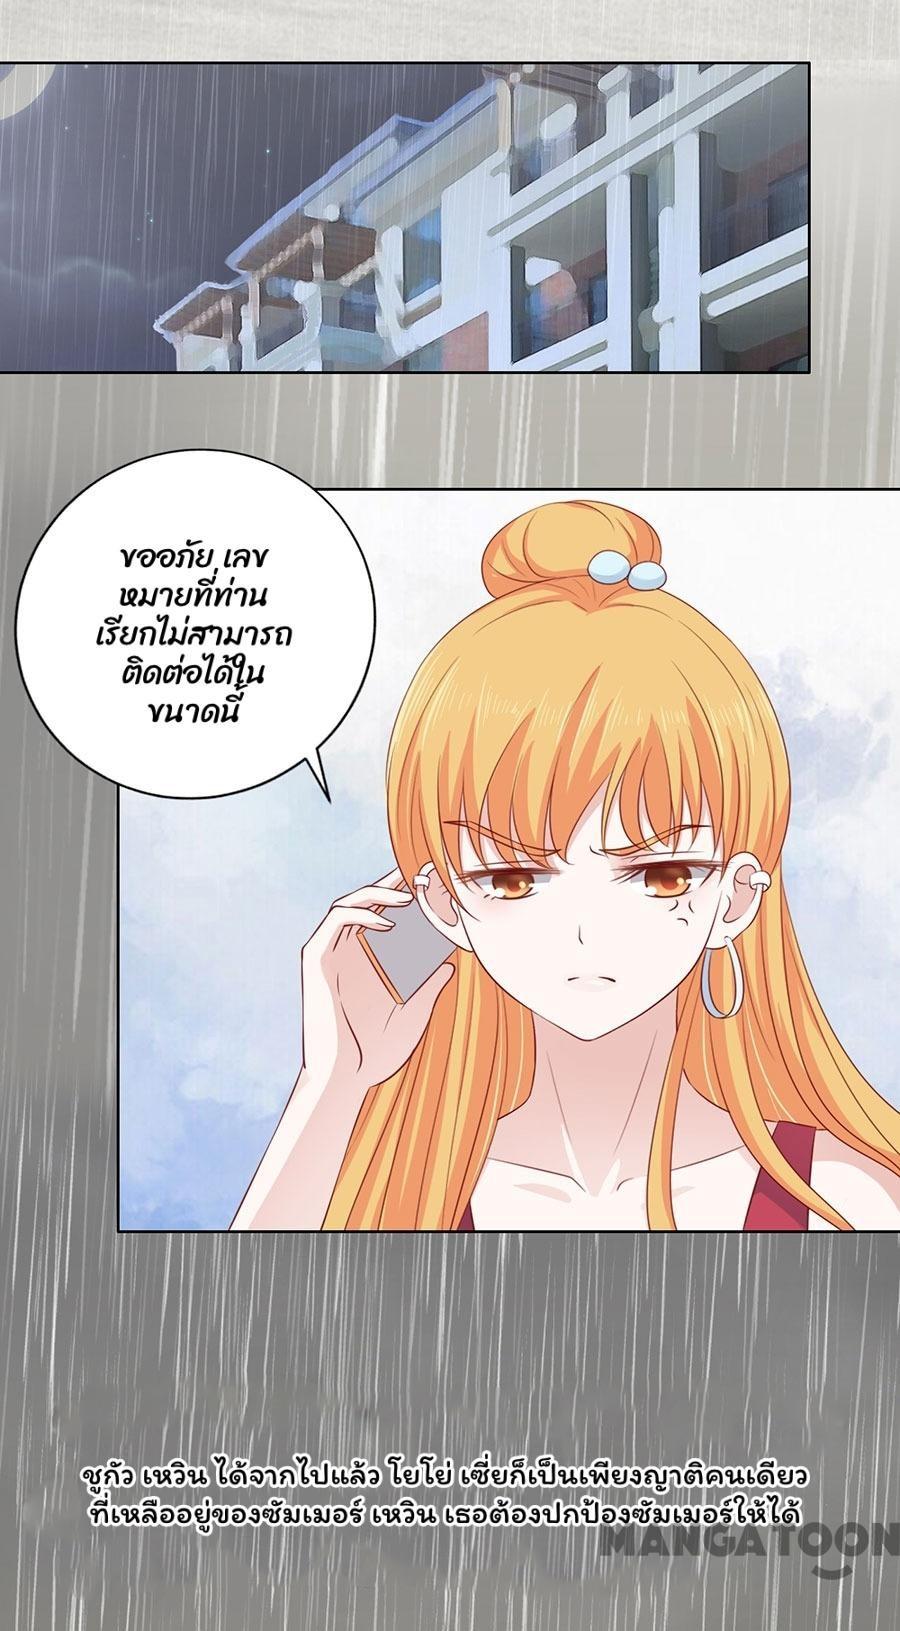 ขออภัย เลข
หมายที่ท่าน
เรียกไม่สามารถ
ติดต่อได้ใน
ขนาดนี้
ชูกัว เหวิน ได้จากไปแล้ว โยโย่ เซี่ยก็เป็นเพียงญาติคนเดียว
ที่เหลืออยู่ของซัมเมอร์ เหวิน เธอต้องปกป้องซัมเมอร์ให้ได้
MANGATOON